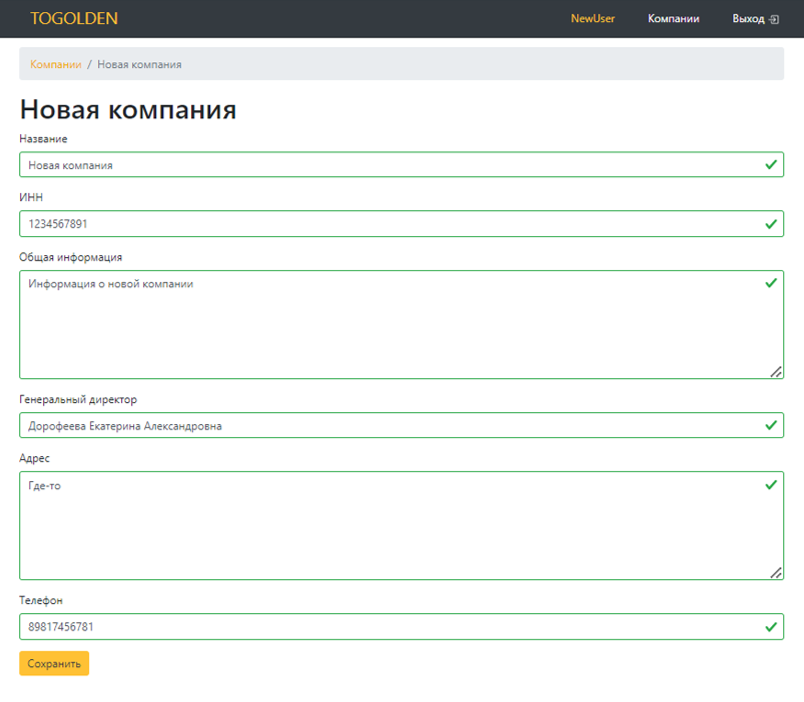 TOGOLDEN
NewUser Компании Выход
Компании / Новая компания
Новая компания
Название
Новая компания
ИНН
1234567891
Общая информация
Информация о новой компании
Генеральный директор
Дорофеева Екатерина Александровна
Адрес
Где-то
Телефон
89817456781
Сохранить